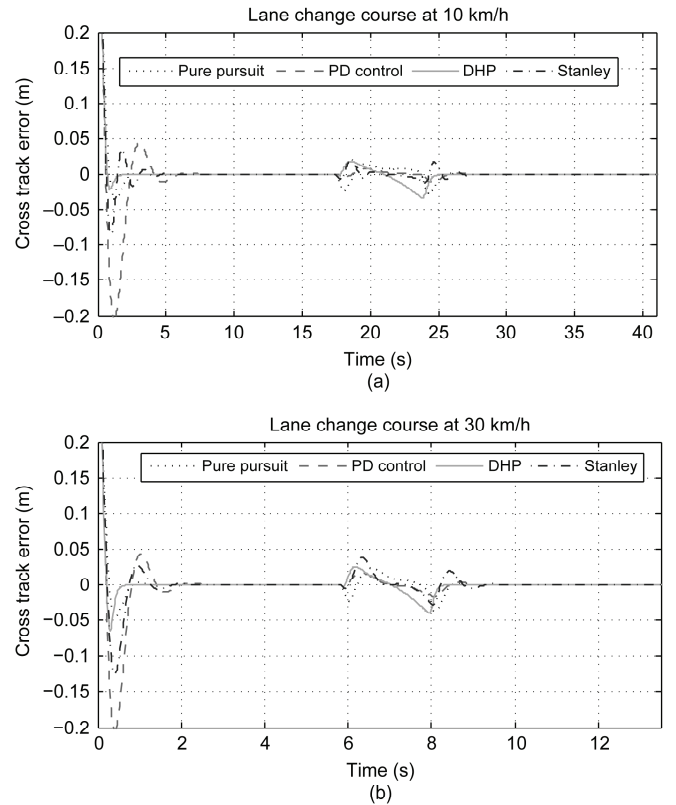 Lane change course at 10 km/h
Pure pursuit PD control DHP Stanley
Cross track error (m)
0.2
0.15
0.1
0.05
0
−0.05
−0.1
−0.15
−0.2
0 5 10 15 20 25 30 35 40
Time (s)
(a)
Lane change course at 30 km/h
Pure pursuit PD control DHP Stanley
Cross track error (m)
0.2
0.15
0.1
0.05
0
−0.05
−0.1
−0.15
−0.2
0 2 4 6 8 10 12
Time (s)
(b)